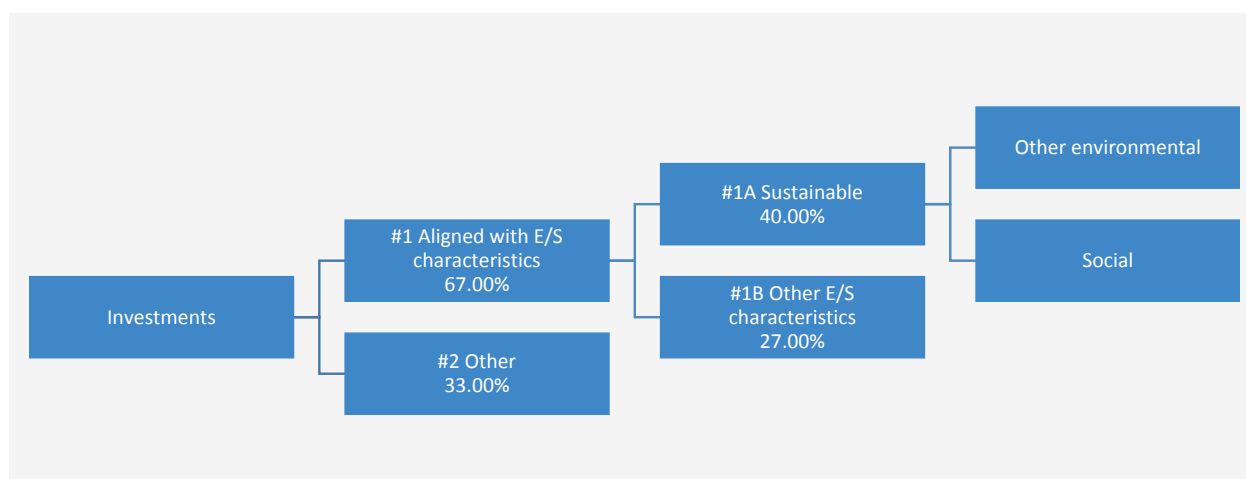 Investments
#1 Aligned with E/S
characteristics
67.00%
#2 Other
33.00%
#1A Sustainable
40.00%
#1B Other E/S
characteristics
27.00%
Other environmental
Social